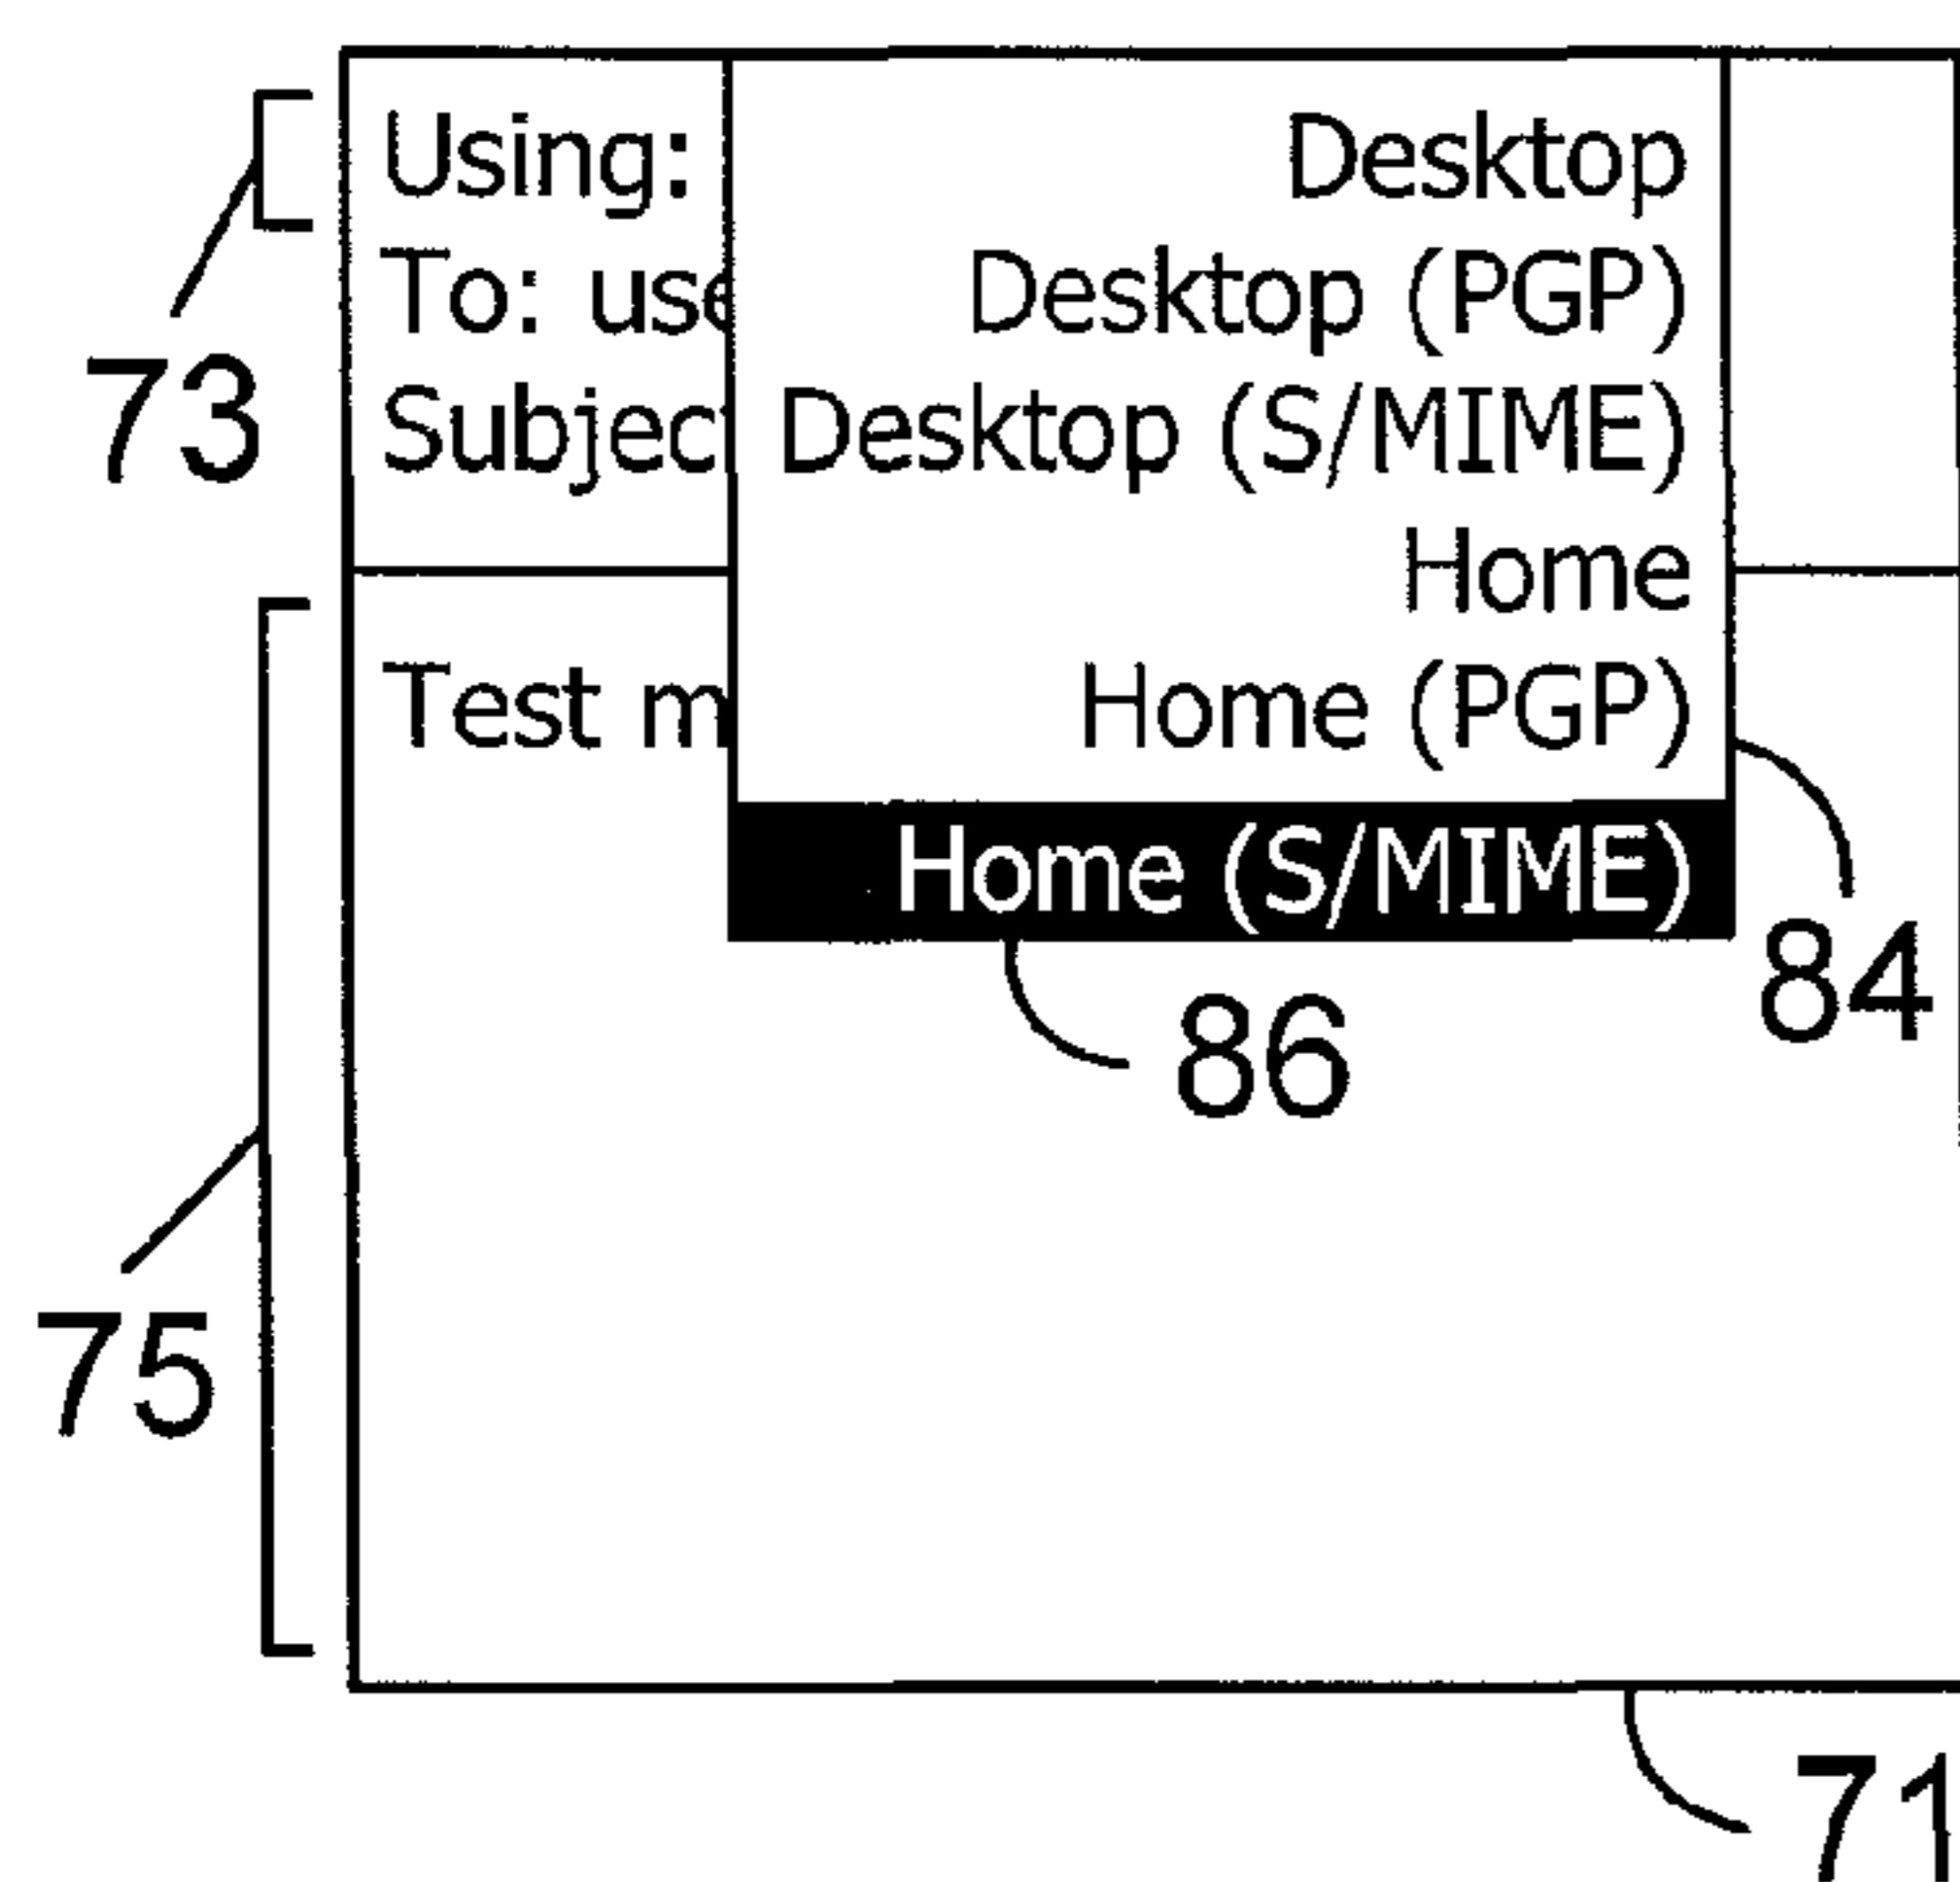 Using: Desktop
To: use Desktop (PGP)
Subjec Desktop (S/MIME)
73
Home
Test m Home (PGP)
Home (S/MIME)
84
86
75
71